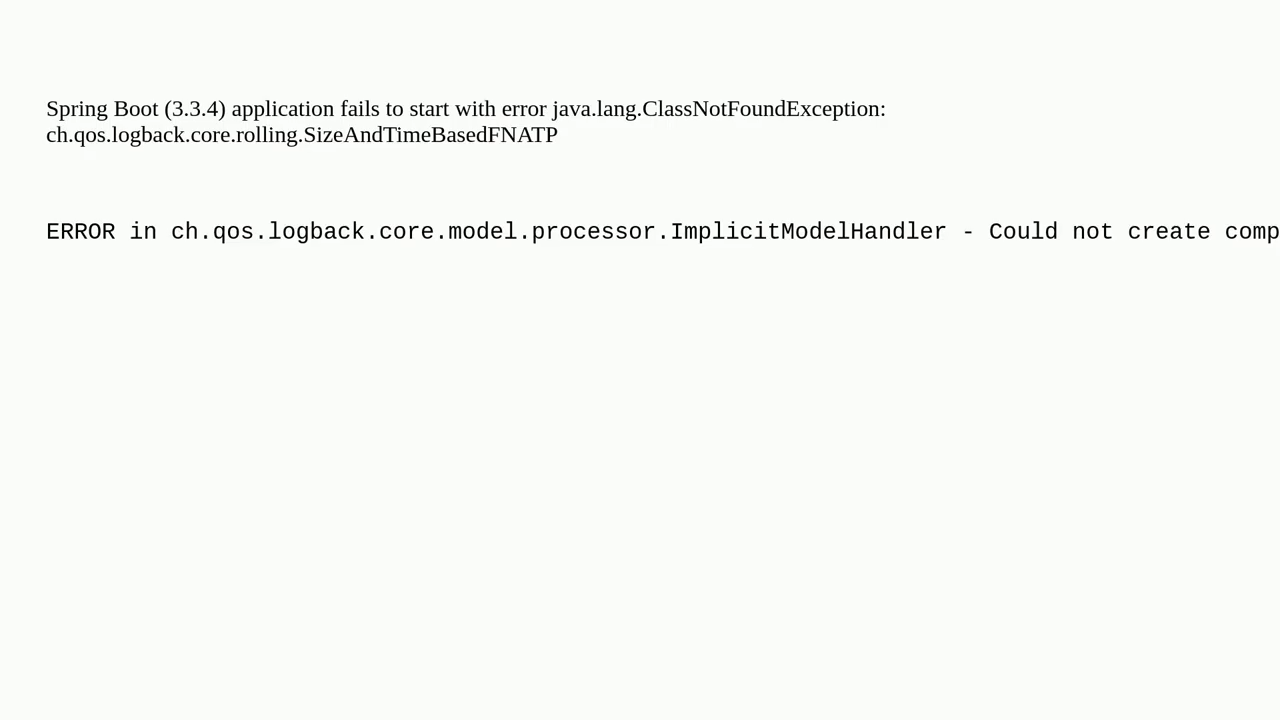 Spring Boot (3.3.4) application fails to start with error java.lang.ClassNotFoundException:
ch.qos.logback.core.rolling.SizeAndTimeBasedFNATP
ERROR in ch.qos.logback.core.model.processor.ImplicitModelHandler - Could not create comp